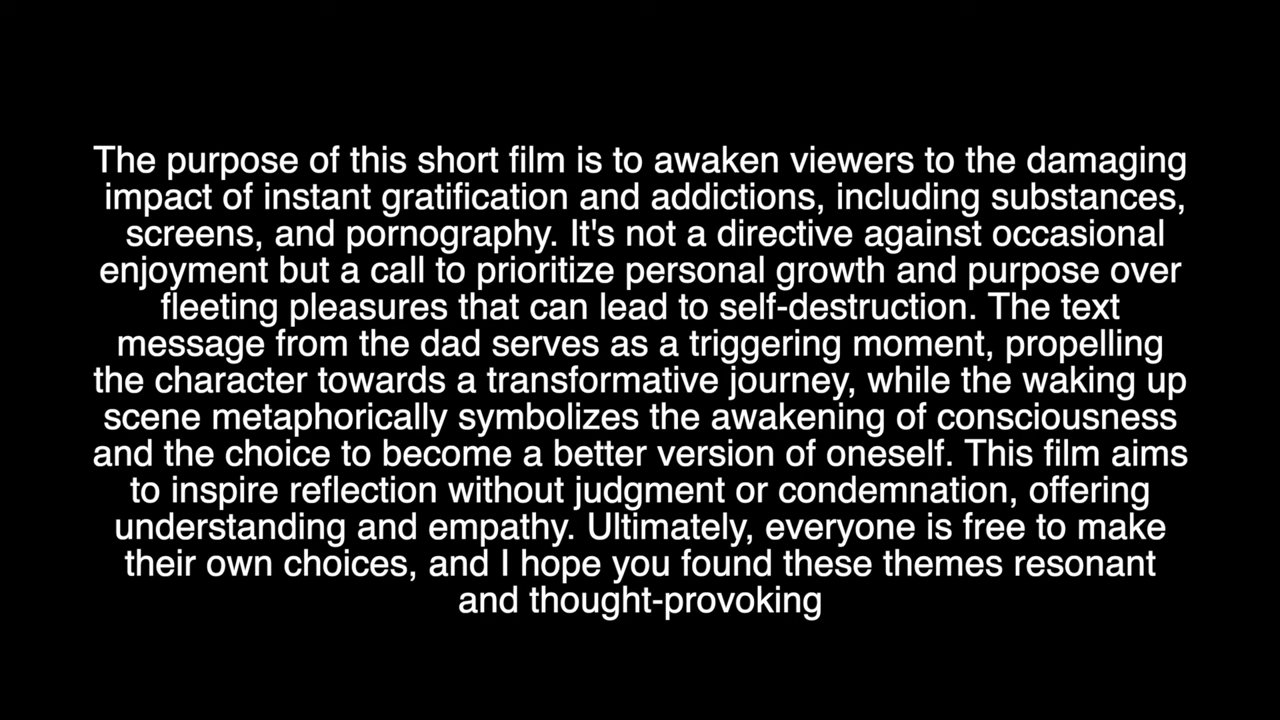 The purpose of this short film is to awaken viewers to the damaging
impact of instant gratification and addictions, including substances,
screens, and pornography. It's not a directive against occasional
enjoyment but a call to prioritize personal growth and purpose over
fleeting pleasures that can lead to self-destruction. The text
message from the dad serves as a triggering moment, propelling
the character towards a transformative journey, while the waking up
scene metaphorically symbolizes the awakening of consciousness
and the choice to become a better version of oneself. This film aims
to inspire reflection without judgment or condemnation, offering
understanding and empathy. Ultimately, everyone is free to make
their own choices, and I hope you found these themes resonant
and thought-provoking